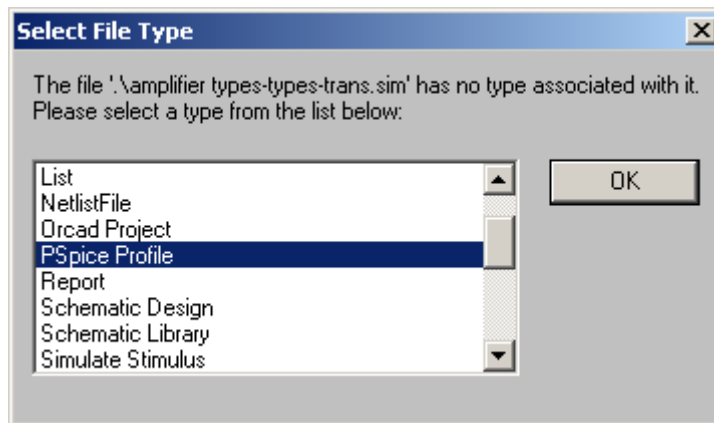 Select File Type
The file '.\amplifier types-types-trans.sim' has no type associated with it.
Please select a type from the list below:
List
NetlistFile
Orcad Project
PSpice Profile
Report
Schematic Design
Schematic Library
Simulate Stimulus
OK